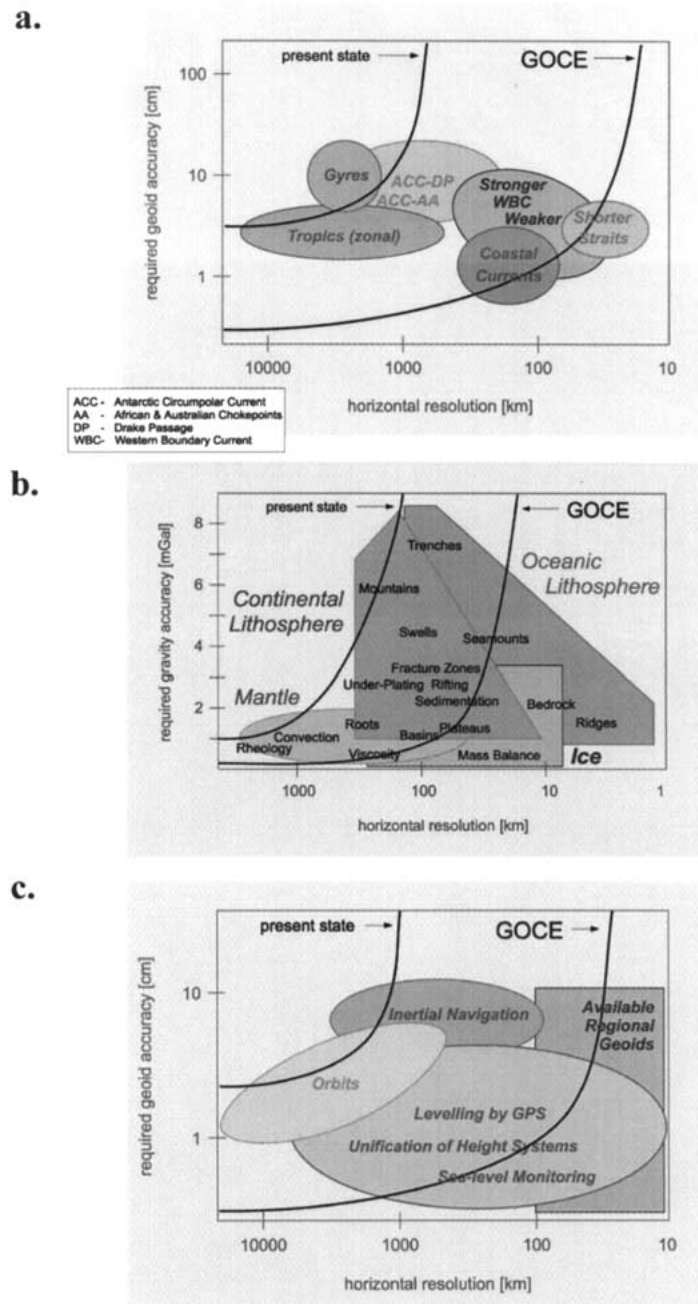 a.
present state
GOCE
required geoid accuracy [cm]
100
10
1
Gyres
ACC-DP
ACC-AA
Tropics (zonal)
Stronger
WBC
Weaker
Shorter
Straits
Coastal
Currents
10000
1000
100
10
horizontal resolution [km]
ACC - Antarctic Circumpolar Current
AA - African & Australian Chokepoints
DP - Drake Passage
WBC- Western Boundary Current
b.
present state
GOCE
required gravity accuracy [mGal]
8
6
4
2
Trenches
Oceanic
Lithosphere
Mountains
Continental
Lithosphere
Swells
Seamounts
Fracture Zones
Under-Plating
Rifting
Mantle
Sedimentation
Bedrock
Roots
Plateaus
Ridges
Convection
Basins
Rheology
Viscosity
Mass Balance
Ice
1000
100
10
1
horizontal resolution [km]
c.
present state
GOCE
required geoid accuracy [cm]
10
1
Inertial Navigation
Available
Regional
Geoids
Orbits
Levelling by GPS
Unification of Height Systems
Sea-level Monitoring
10000
1000
100
10
horizontal resolution [km]